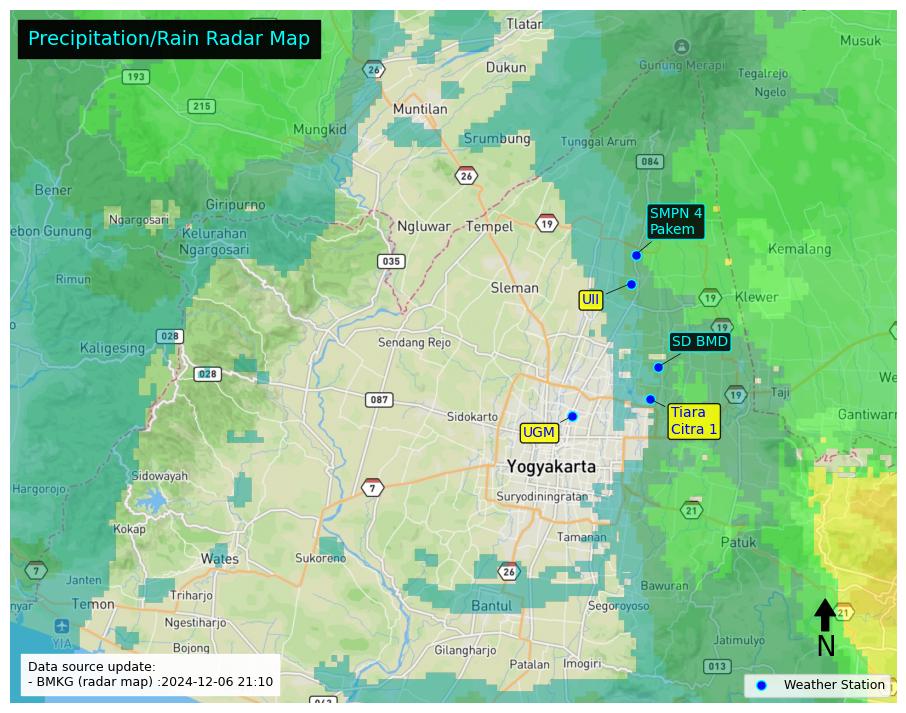 Precipitation/Rain Radar Map
Tlatar
Musuk
Gunung Merapi
26
193
Dukun
Tegalrejo
Ngelo
215
Muntilan
Mungkid
Srumbung
Tunggal Arum
084
26
Bener
Giripurno
SMPN 4
Pakem
Ngargosari
Ngluwar
Tempel
19
ebon Gunung
Kelurahan
Ngargosari
Kemalang
035
Rimun
Sleman
UII
19
Klewer
19
028
Kaligesing
Sendang Rejo
SD BMD
028
We
087
19
Taji
Sidokarto
UGM
Tiara
Citra 1
Gantiwar
Yogyakarta
Sidowayah
Hargorojo
7
Suryodiningratan
21
Kokap
Tamanan
Patuk
Wates
Sukoreno
7
26
Janten
Bawuran
nyar
Temon
Triharjo
Bantul
Segoroyoso
21
Ngestiharjo
YIA
Jatimulyo
Bojong
Gilangharjo
N
Patalan
Imogiri
013
Data source update:
- BMKG (radar map) :2024-12-06 21:10
Weather Station